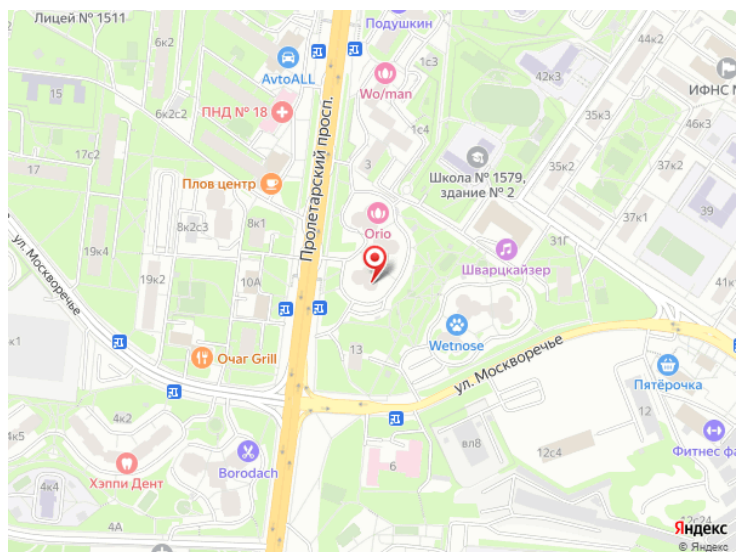 Лицей № 1511
Подушкин
6к2
42к2
AvtoALL
Wo/man
ИФНС М
15
42к3
6к2с2
ПНД № 18
35к3
46к3
1с4
17с2
17
3
Школа № 1579,
здание № 2
35к2
37к2
Плов центр
Пролетарский просп.
39
8к2с3
8к1
Orio
37к1
ул. Москворечье
19к4
31Г
Шварцкайзер
19к2
10А
41к
Wetnose
13
Очаг Grill
ул. Москворечье
Пятёрочка
4к2
12
4к5
Фитнес фа
вл8
12с4
Borodach
6
Хэппи Дент
4к4
12с24
4А
Яндекс
© Яндекс